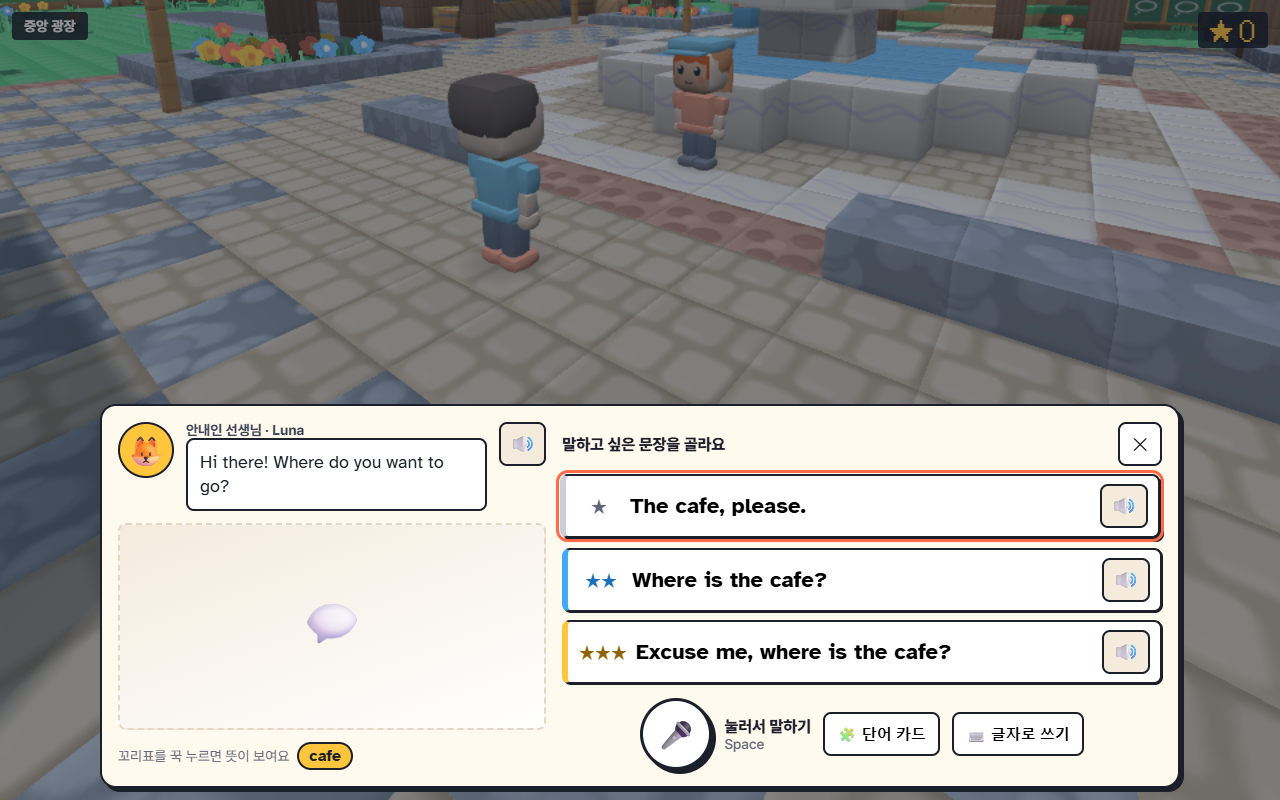 중앙 광장
★ 0
안내인 선생님 · Luna
Hi there! Where do you want to
go?
꼬리표를 꾹 누르면 뜻이 보여요
cafe
말하고 싶은 문장을 골라요
★ The cafe, please.
★★ Where is the cafe?
★★★ Excuse me, where is the cafe?
눌러서 말하기
Space
단어 카드
글자로 쓰기